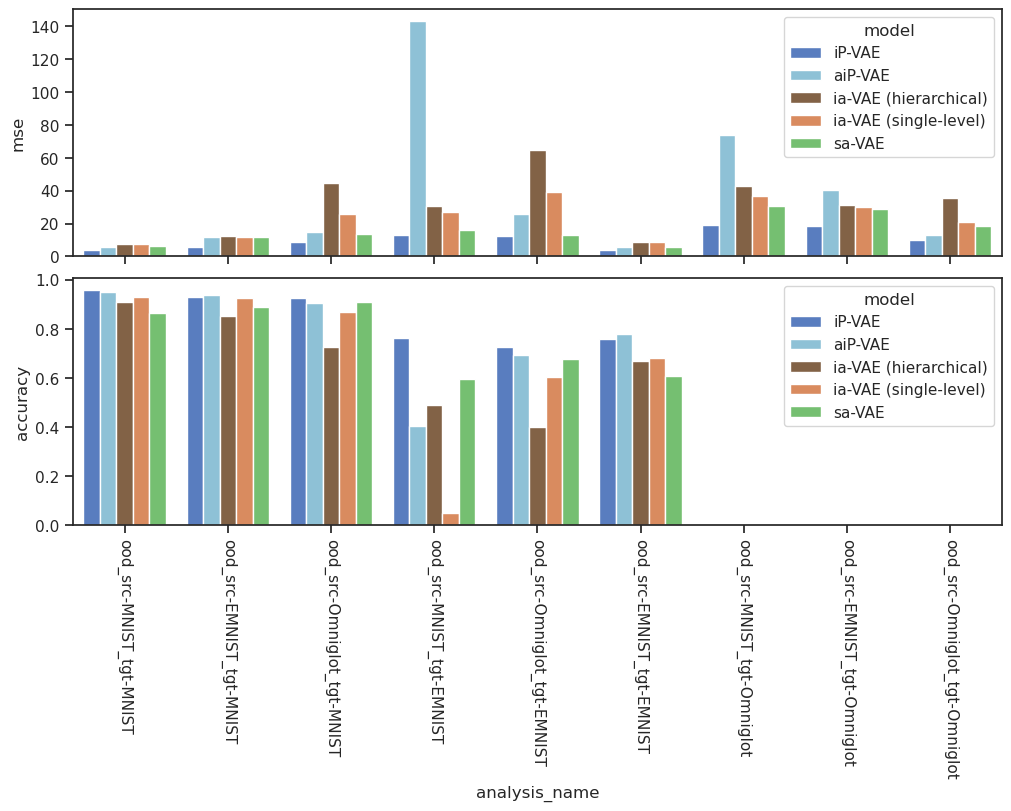 mse
140
120
100
80
60
40
20
0
model
iP-VAE
aiP-VAE
ia-VAE (hierarchical)
ia-VAE (single-level)
sa-VAE
accuracy
1.0
0.8
0.6
0.4
0.2
0.0
model
iP-VAE
aiP-VAE
ia-VAE (hierarchical)
ia-VAE (single-level)
sa-VAE
ood_src-MNIST_tgt-MNIST
ood_src-EMNIST_tgt-MNIST
ood_src-Omniglot_tgt-MNIST
ood_src-MNIST_tgt-EMNIST
ood_src-Omniglot_tgt-EMNIST
ood_src-EMNIST_tgt-EMNIST
ood_src-MNIST_tgt-Omniglot
ood_src-EMNIST_tgt-Omniglot
ood_src-Omniglot_tgt-Omniglot
analysis_name